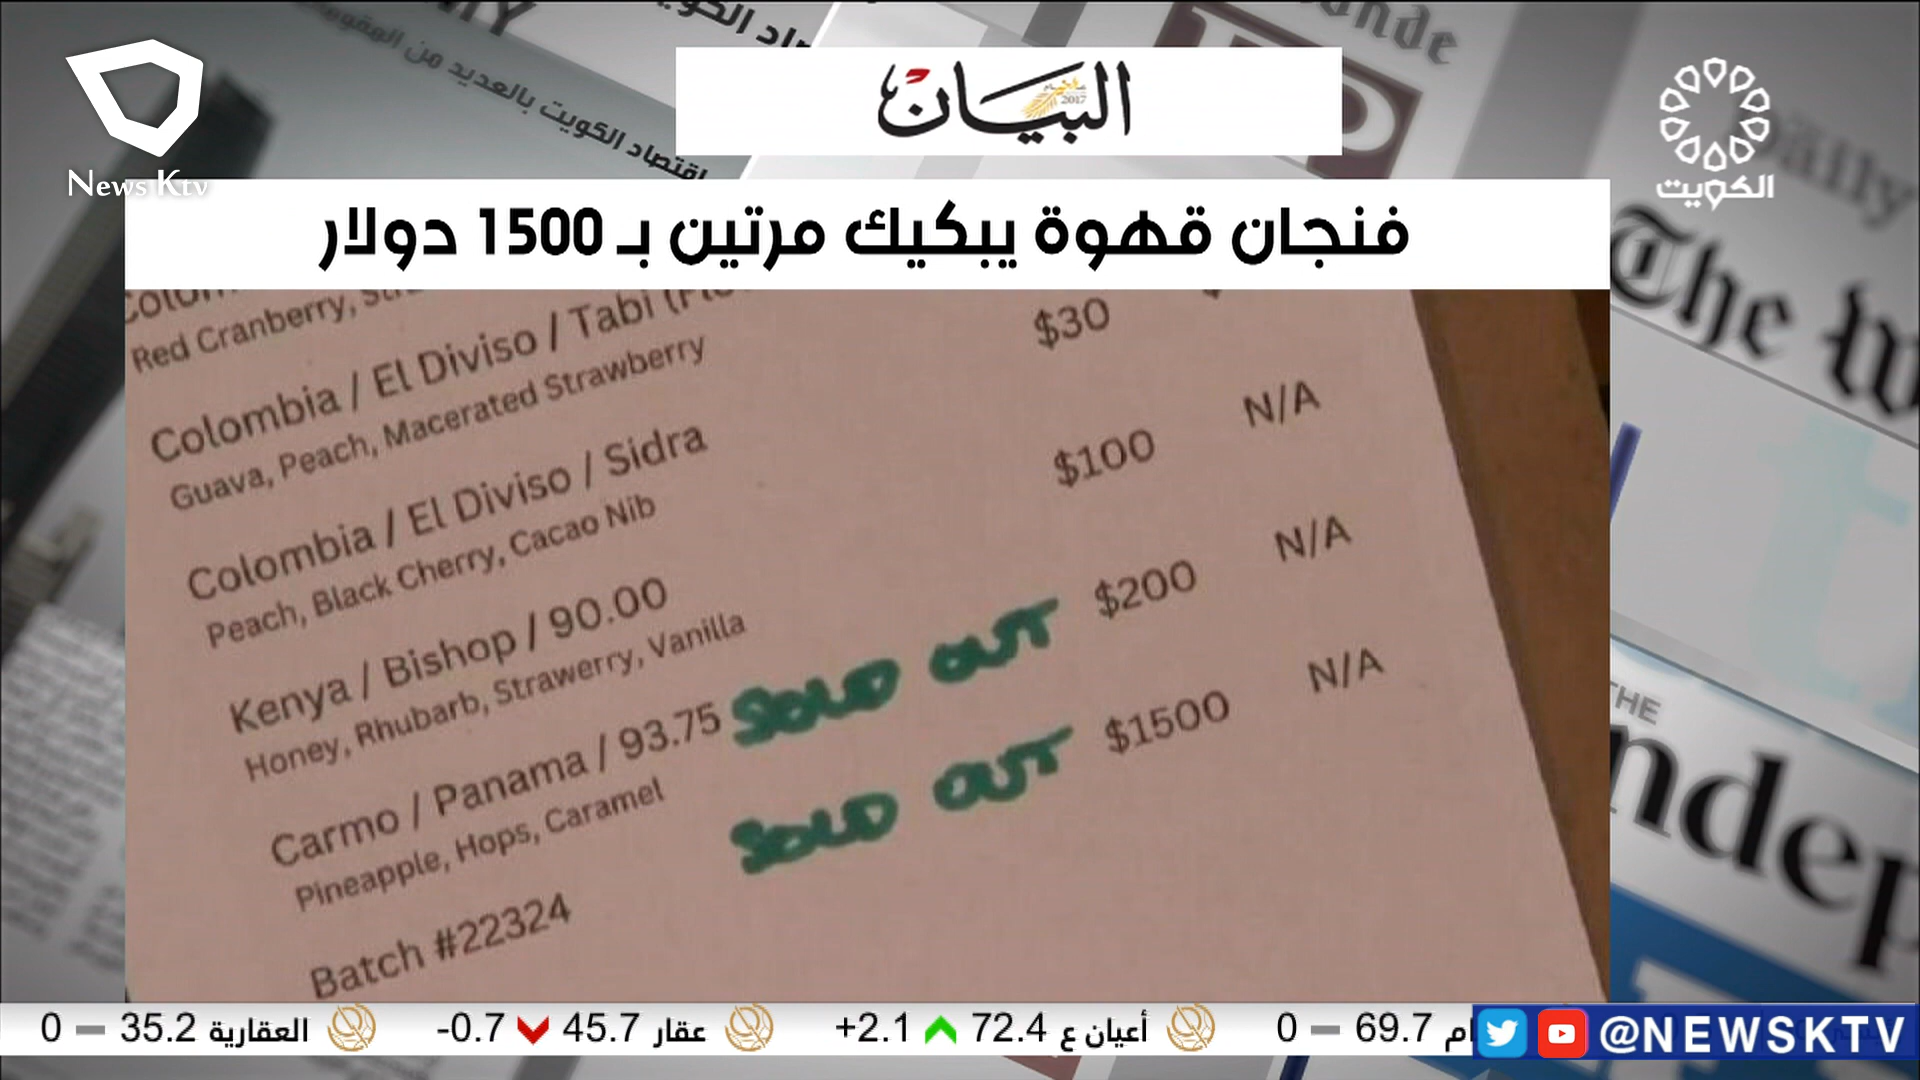 News Ktv
البيان
2017
الكويت
فنجان قهوة يبكيك مرتين بـ 1500 دولار
Red Cranberry,
Colombia / El Diviso / Tabi
Guava, Peach, Macerated Strawberry
$30
N/A
Colombia / El Diviso / Sidra
Peach, Black Cherry, Cacao Nib
$100
N/A
Kenya / Bishop / 90.00
Honey, Rhubarb, Strawerry, Vanilla
SOLD OUT
$200
N/A
Carmo / Panama / 93.75
Pineapple, Hops, Caramel
SOLD OUT
$1500
Batch #22324
اقتصاد الكويت بالعديد من
The W
THE
ndep
69.7 0
أعيان ع 72.4 +2.1
عقار 45.7 -0.7
العقارية 35.2 0
@NEWSKTV